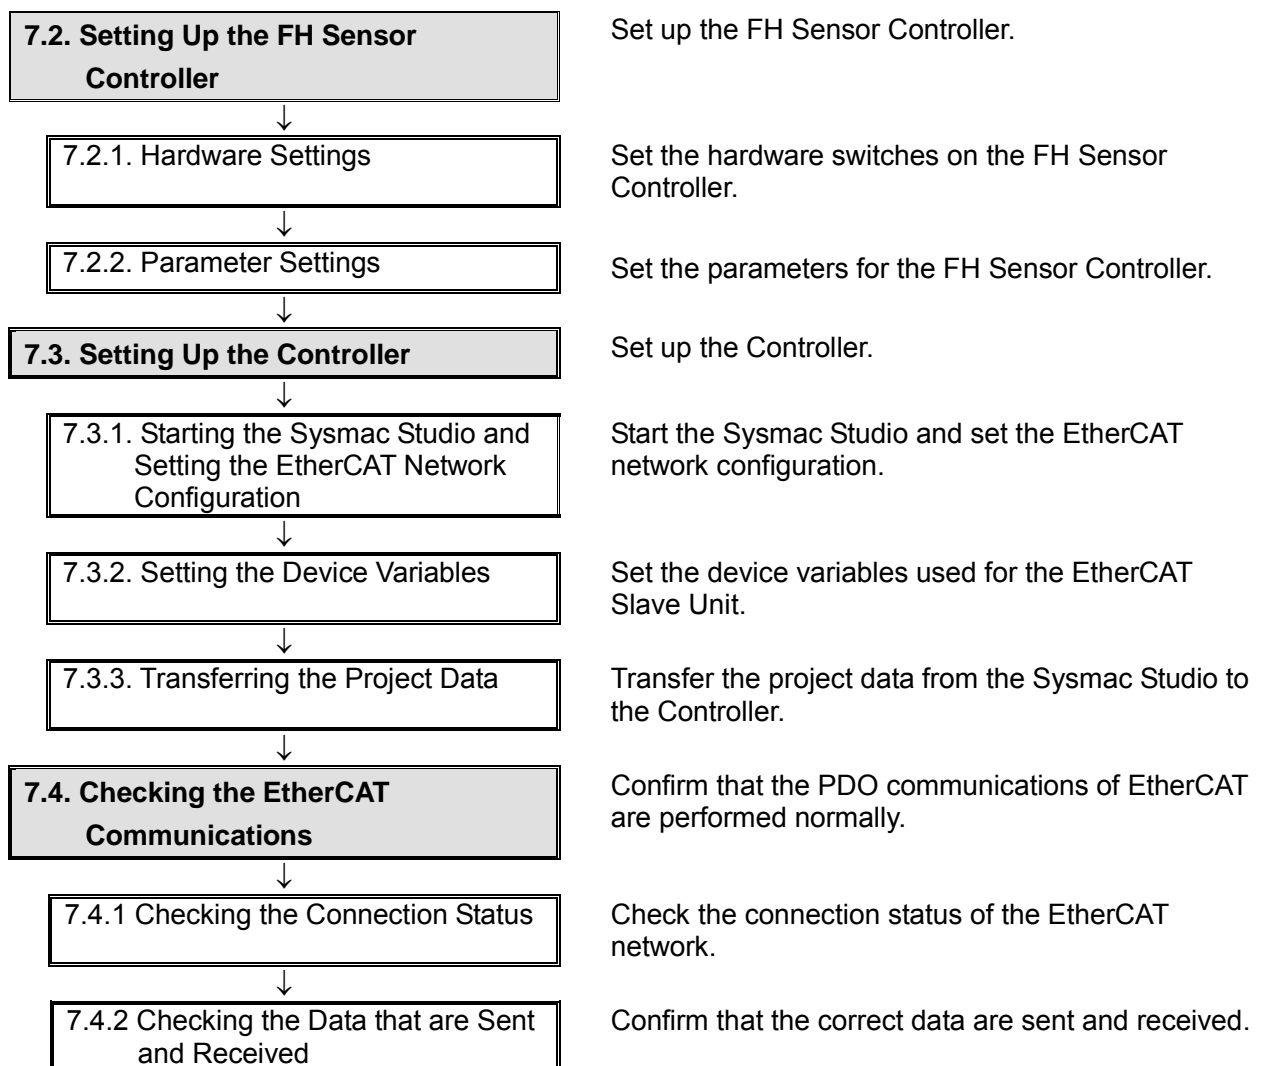 7.2. Setting Up the FH Sensor
Controller
Set up the FH Sensor Controller.
↓
7.2.1. Hardware Settings
Set the hardware switches on the FH Sensor
Controller.
↓
7.2.2. Parameter Settings
Set the parameters for the FH Sensor Controller.
↓
7.3. Setting Up the Controller
Set up the Controller.
↓
7.3.1. Starting the Sysmac Studio and
Setting the EtherCAT Network
Configuration
Start the Sysmac Studio and set the EtherCAT
network configuration.
↓
7.3.2. Setting the Device Variables
Set the device variables used for the EtherCAT
Slave Unit.
↓
7.3.3. Transferring the Project Data
Transfer the project data from the Sysmac Studio to
the Controller.
↓
7.4. Checking the EtherCAT
Communications
Confirm that the PDO communications of EtherCAT
are performed normally.
↓
7.4.1 Checking the Connection Status
Check the connection status of the EtherCAT
network.
↓
7.4.2 Checking the Data that are Sent
and Received
Confirm that the correct data are sent and received.